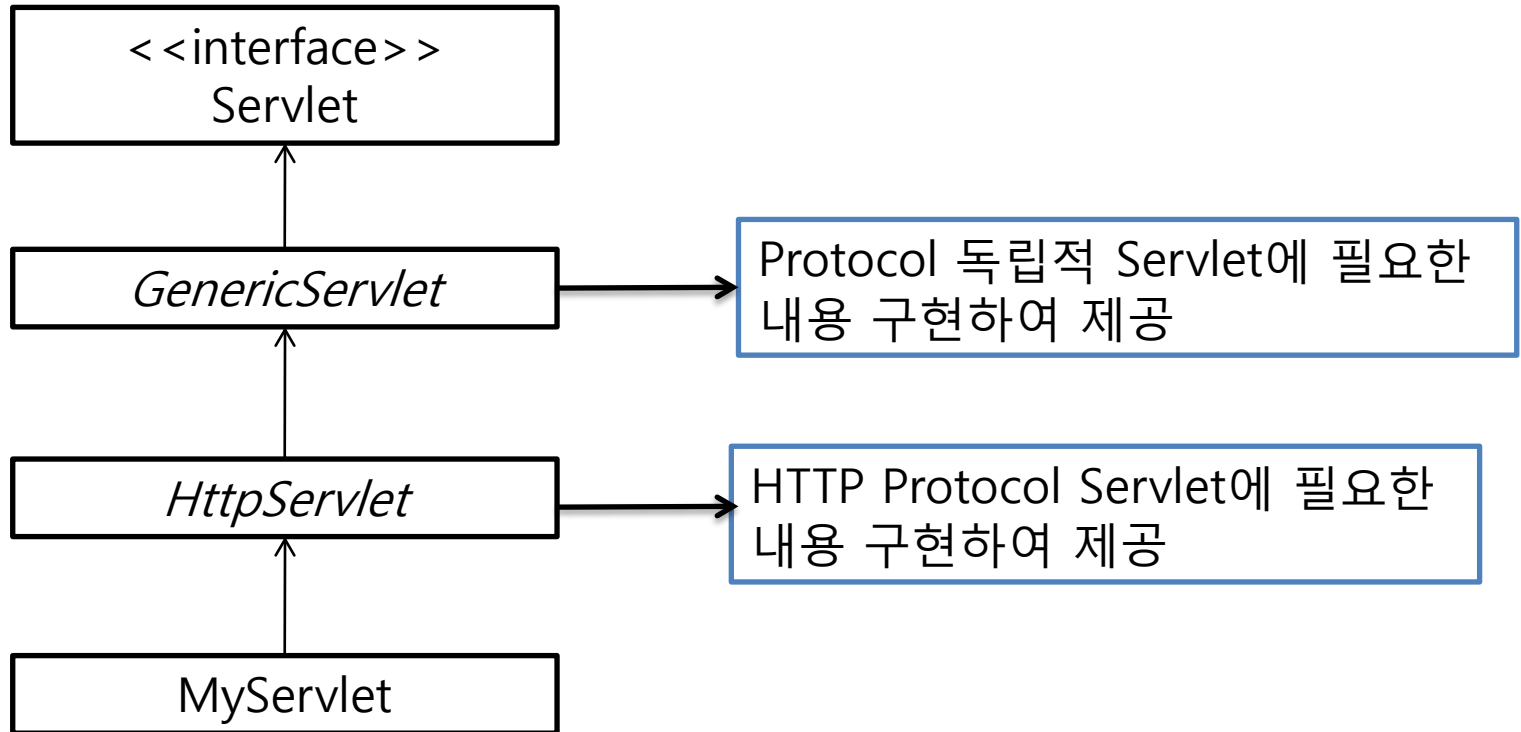 <<interface>>
Servlet
GenericServlet
Protocol 독립적 Servlet에 필요한
내용 구현하여 제공
HttpServlet
HTTP Protocol Servlet에 필요한
내용 구현하여 제공
MyServlet